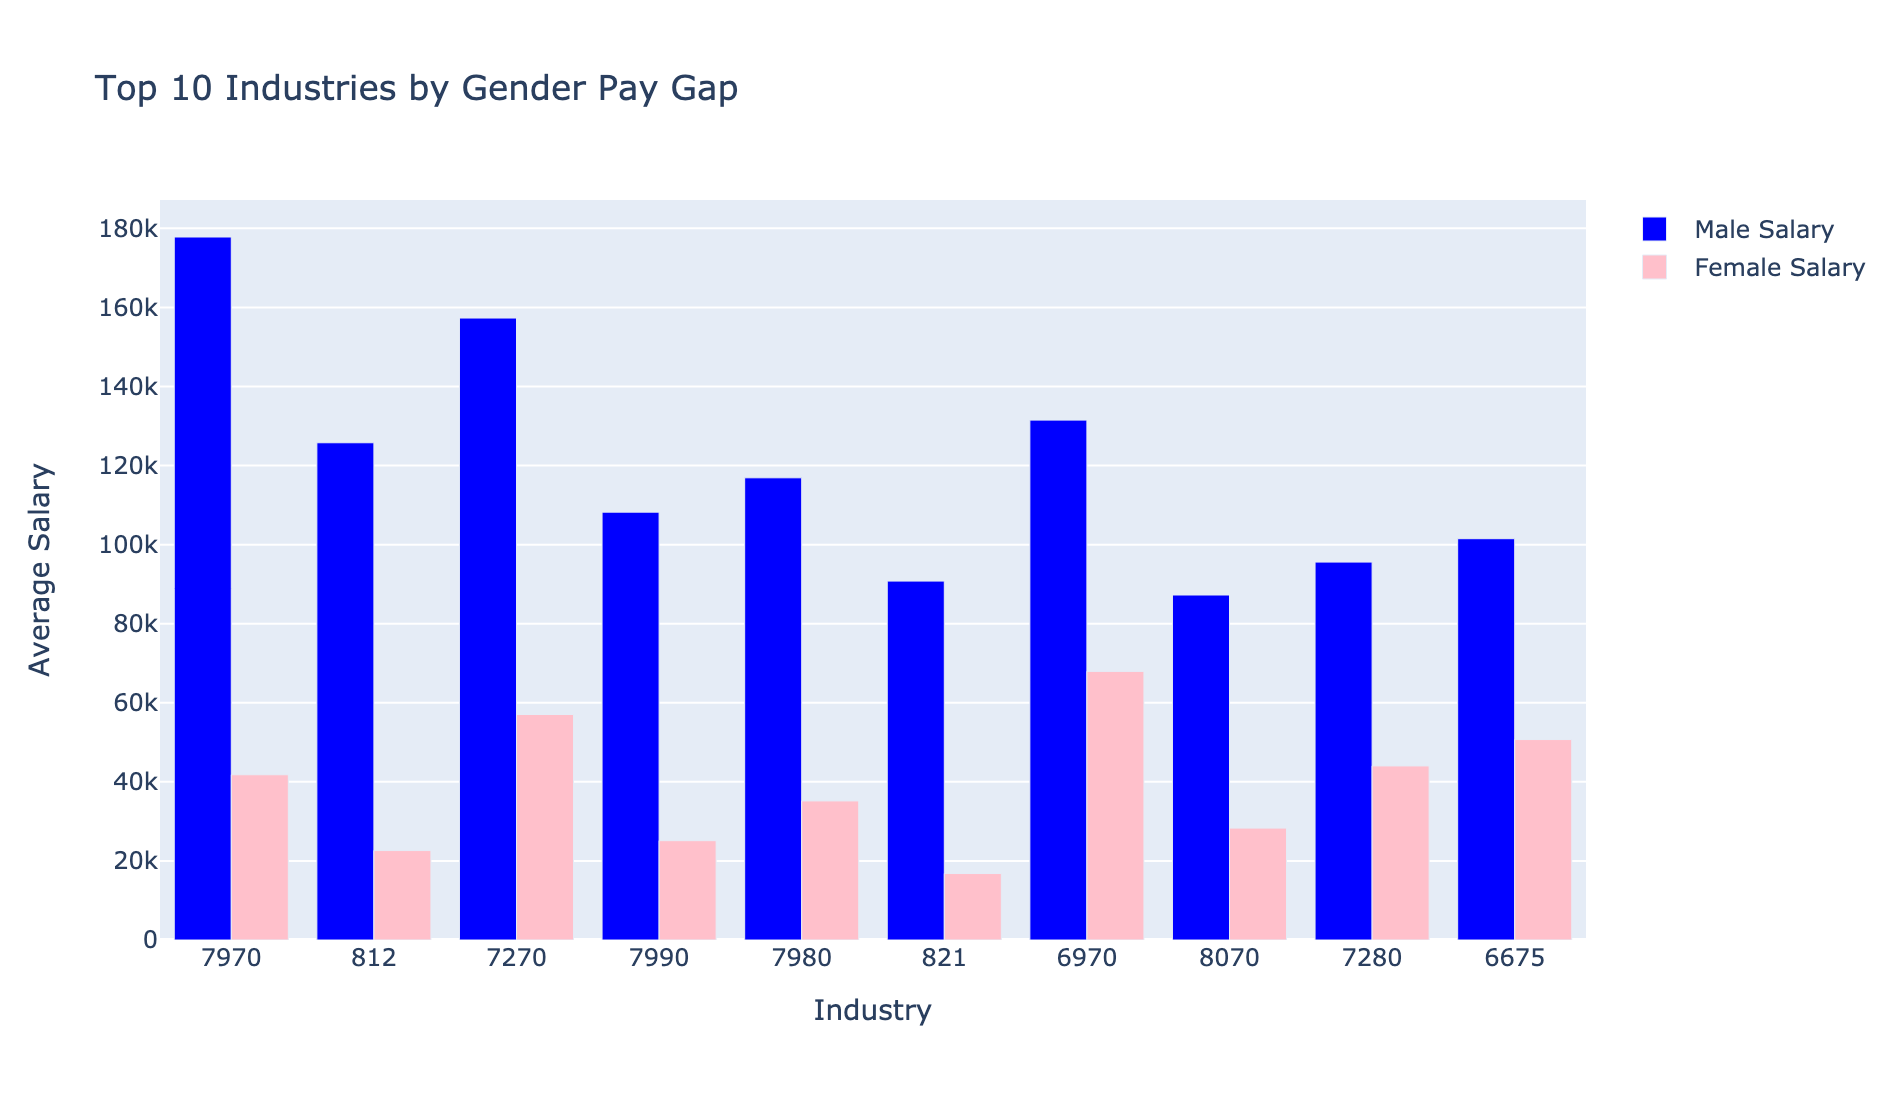 Top 10 Industries by Gender Pay Gap
Male Salary
Female Salary
Average Salary
180k
160k
140k
120k
100k
80k
60k
40k
20k
0
7970 812 7270 7990 7980 821 6970 8070 7280 6675
Industry